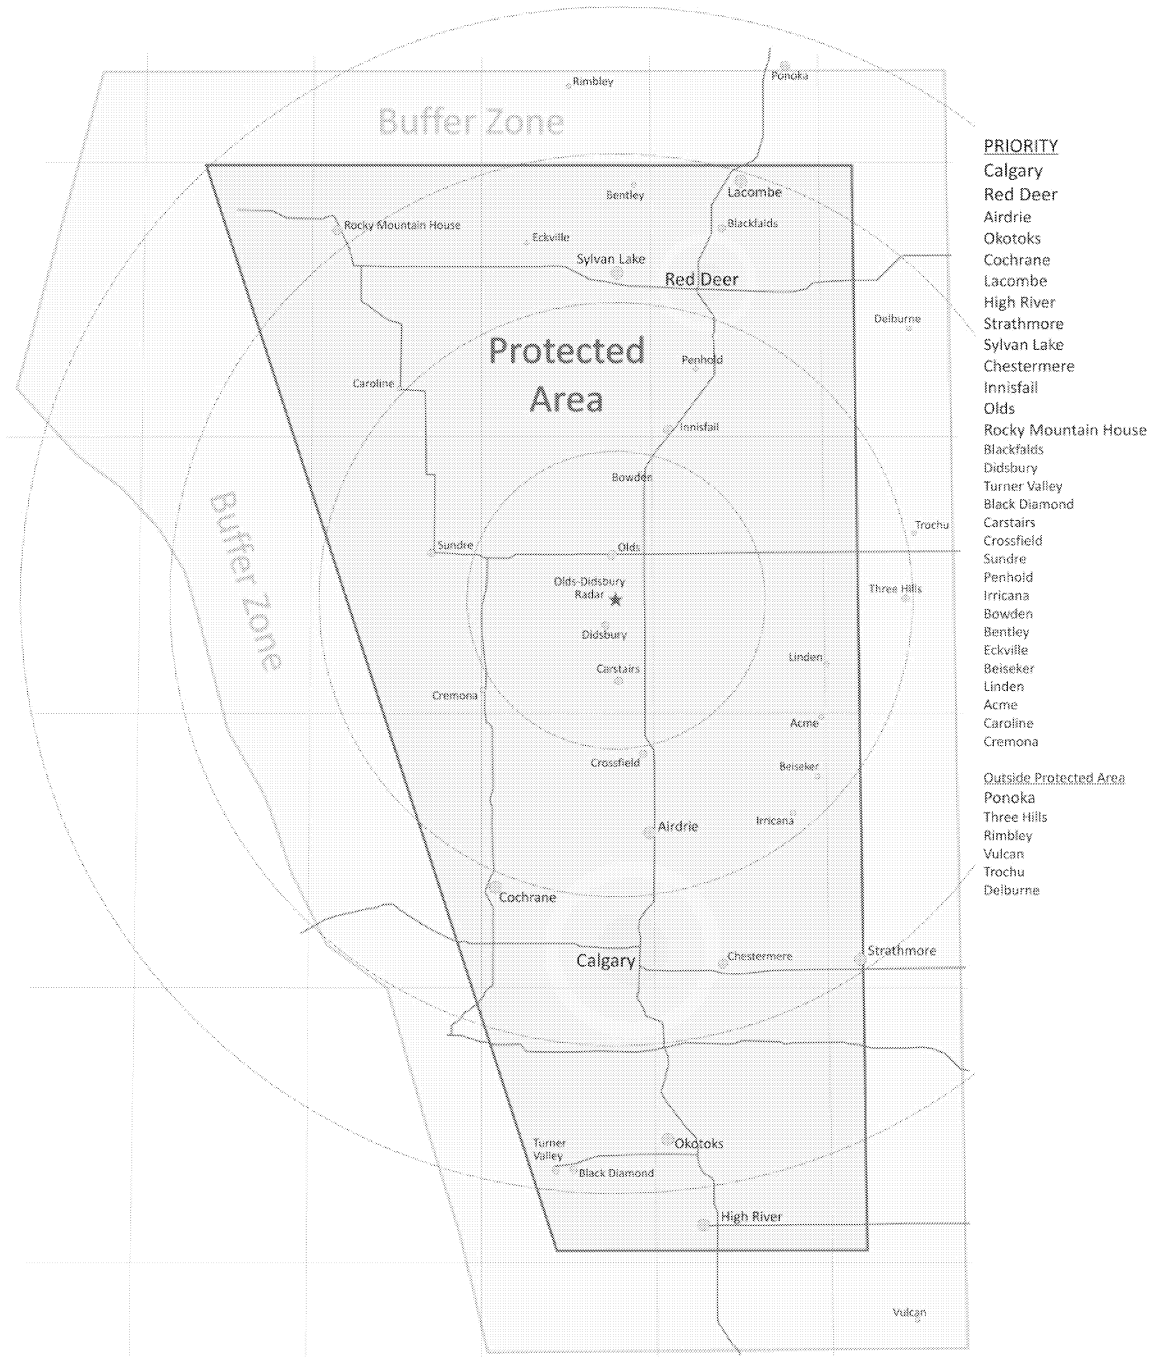 Rimbley
Ponoka
Buffer Zone
Bentley
Lacombe
Rocky Mountain House
Blackfalds
Eckville
Sylvan Lake
Red Deer
Delburne
Protected
Area
Penhold
Caroline
Innisfail
Bowden
Buffer Zone
Trochu
Sundre
Olds
Olds-Didsbury
Radar
Three Hills
Didsbury
Linden
Carstairs
Cremona
Acme
Crossfield
Beiseker
Irricana
Airdrie
Cochrane
Calgary
Chestermere
Strathmore
Turner
Valley
Okotoks
Black Diamond
High River
Vulcan
PRIORITY
Calgary
Red Deer
Airdrie
Okotoks
Cochrane
Lacombe
High River
Strathmore
Sylvan Lake
Chestermere
Innisfail
Olds
Rocky Mountain House
Blackfalds
Didsbury
Turner Valley
Black Diamond
Carstairs
Crossfield
Sundre
Penhold
Irricana
Bowden
Bentley
Eckville
Beiseker
Linden
Acme
Caroline
Cremona
Outside Protected Area
Ponoka
Three Hills
Rimbley
Vulcan
Trochu
Delburne